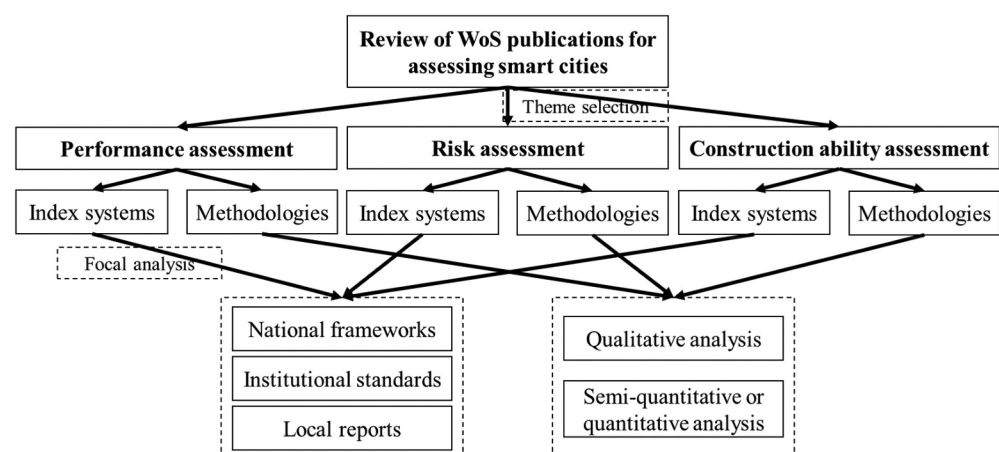 Review of WoS publications for
assessing smart cities
Theme selection
Performance assessment
Risk assessment
Construction ability assessment
Index systems
Methodologies
Index systems
Methodologies
Index systems
Methodologies
Focal analysis
National frameworks
Institutional standards
Local reports
Qualitative analysis
Semi-quantitative or
quantitative analysis